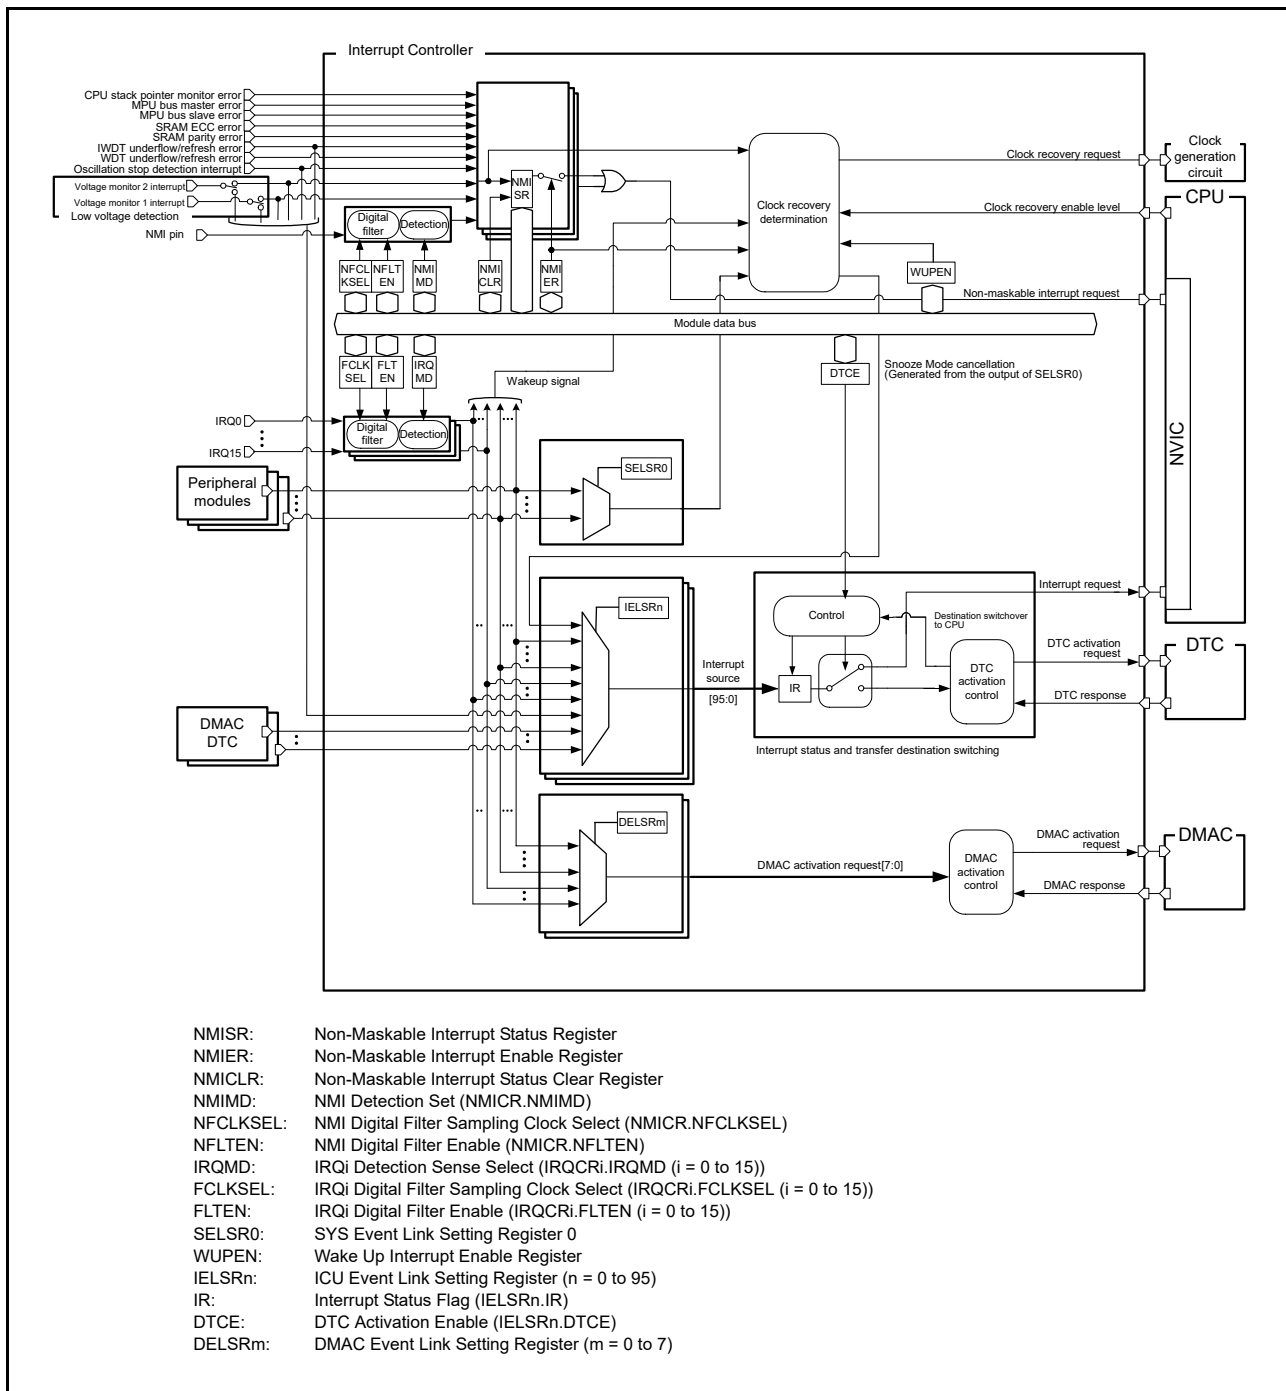 Interrupt Controller
CPU stack pointer monitor error
MPU bus master error
MPU bus slave error
SRAM ECC error
SRAM parity error
IWDT underflow/refresh error
WDT underflow/refresh error
Oscillation stop detection interrupt
Voltage monitor 2 interrupt
Voltage monitor 1 interrupt
Low voltage detection
NMI pin
Digital
filter
Detection
NMI
SR
NFCL
KSEL
NFLT
EN
NMI
MD
NMI
CLR
NMI
ER
Clock recovery
determination
WUPEN
Clock recovery request
Clock recovery enable level
Non-maskable interrupt request
Clock
generation
circuit
CPU
NVIC
Module data bus
FCLK
SEL
FLT
EN
IRQ
MD
Wakeup signal
DTCE
Snooze Mode cancellation
(Generated from the output of SELSR0)
IRQ0
IRQ15
Digital
filter
Detection
Peripheral
modules
SELSR0
IELSRn
Interrupt
source
[95:0]
Control
IR
Destination switchover
to CPU
DTC
activation
control
Interrupt request
DTC activation
request
DTC response
DTC
Interrupt status and transfer destination switching
DMAC
DTC
DELSRm
DMAC activation request[7:0]
DMAC
activation
control
DMAC activation
request
DMAC response
DMAC
NMISR: Non-Maskable Interrupt Status Register
NMIER: Non-Maskable Interrupt Enable Register
NMICLR: Non-Maskable Interrupt Status Clear Register
NMIMD: NMI Detection Set (NMICR.NMIMD)
NFCLKSEL: NMI Digital Filter Sampling Clock Select (NMICR.NFCLKSEL)
NFLTEN: NMI Digital Filter Enable (NMICR.NFLTEN)
IRQMD: IRQi Detection Sense Select (IRQCRi.IRQMD (i = 0 to 15))
FCLKSEL: IRQi Digital Filter Sampling Clock Select (IRQCRi.FCLKSEL (i = 0 to 15))
FLTEN: IRQi Digital Filter Enable (IRQCRi.FLTEN (i = 0 to 15))
SELSR0: SYS Event Link Setting Register 0
WUPEN: Wake Up Interrupt Enable Register
IELSRn: ICU Event Link Setting Register (n = 0 to 95)
IR: Interrupt Status Flag (IELSRn.IR)
DTCE: DTC Activation Enable (IELSRn.DTCE)
DELSRm: DMAC Event Link Setting Register (m = 0 to 7)